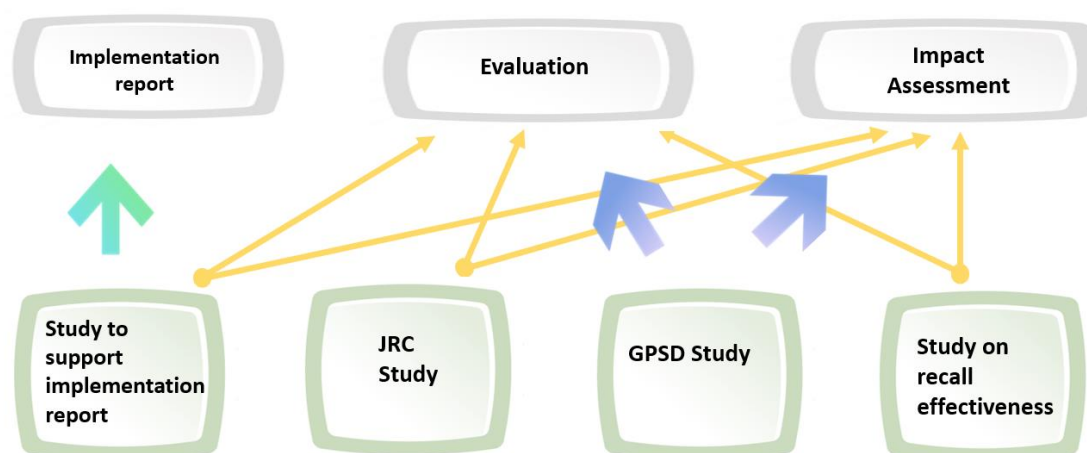 Implementation
report
Evaluation
Impact
Assessment
Study to
support
implementation
report
JRC
Study
GPSD Study
Study on
recall
effectiveness